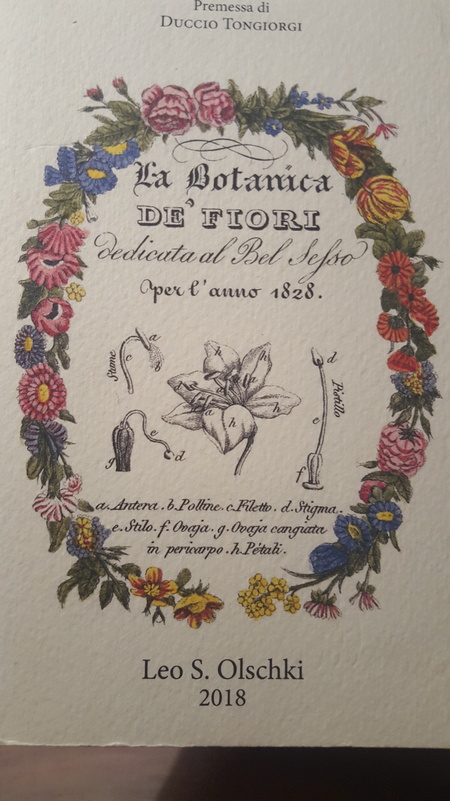 Premessa di
Duccio Tongiorgi
La Botanica
DE' FIORI
dedicata al Bel Sesso
per l'anno 1828.
a
b
c
Stame
h
h
h
h
a
d
Pistillo
e
f
e
d
g
a. Antera. b. Polline. c. Filetto. d. Stigma.
e. Stilo. f. Ovaja. g. Ovaja cangiata
in pericarpo. h. Pétali.
Leo S. Olschki
2018